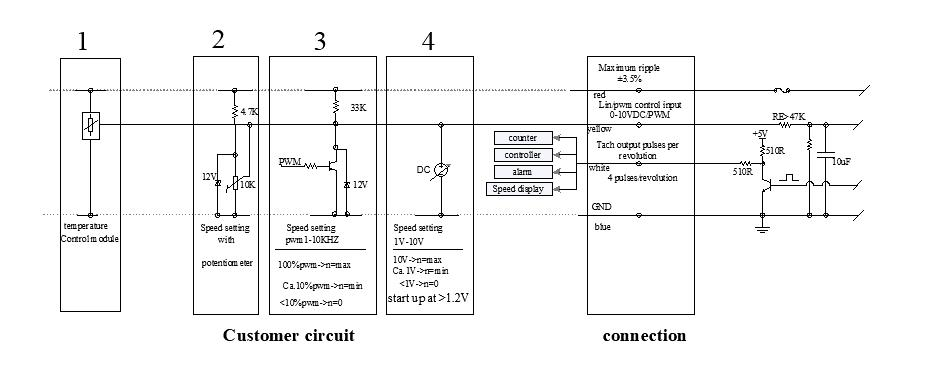 1
2
3
4
Maximum ripple
±3.5%
red
Lin/pwm control input
0-10VDC/PWM
yellow
Tach output pulses per
revolution
white
4 pulses/revolution
GND
blue
4.7K
12V
10K
33K
PWM
12V
DC
counter
controller
alarm
Speed display
RE>47K
+5V
510R
510R
10uF
temperature
Control module
Speed setting
with
potentiometer
Speed setting
pwm1-10KHZ
100%pwm->n=max
Ca.10%pwm->n=min
<10%pwm->n=0
Speed setting
1V-10V
10V->n=max
Ca. 1V->n=min
<1V->n=0
start up at >1.2V
Customer circuit
connection